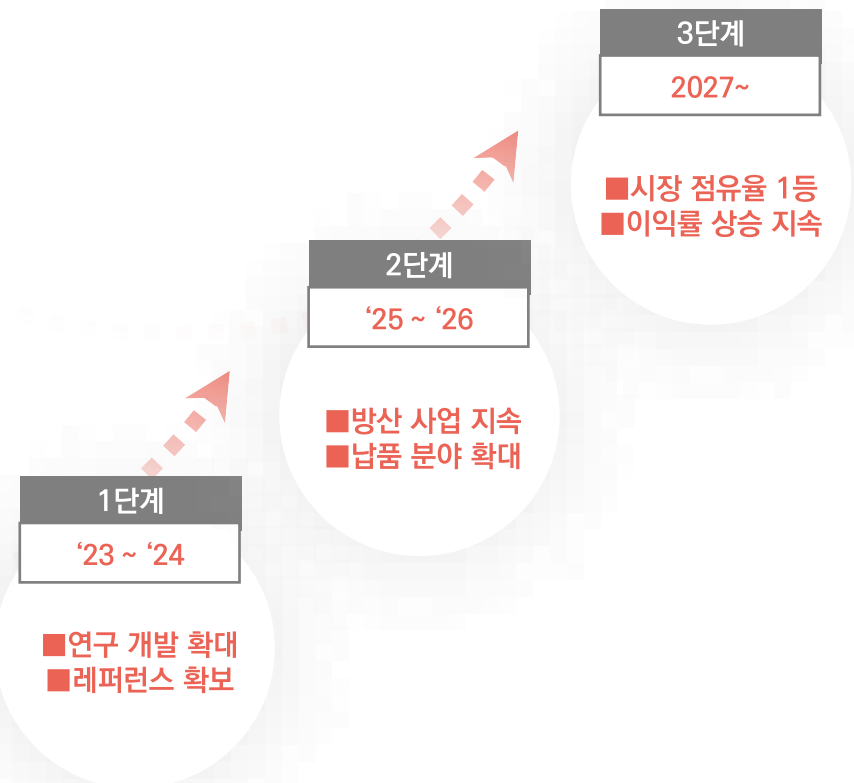 3단계
2027~
■시장 점유율 1등
■이익률 상승 지속
2단계
‘25 ~ ‘26
■방산 사업 지속
■납품 분야 확대
1단계
‘23 ~ ‘24
■연구 개발 확대
■레퍼런스 확보